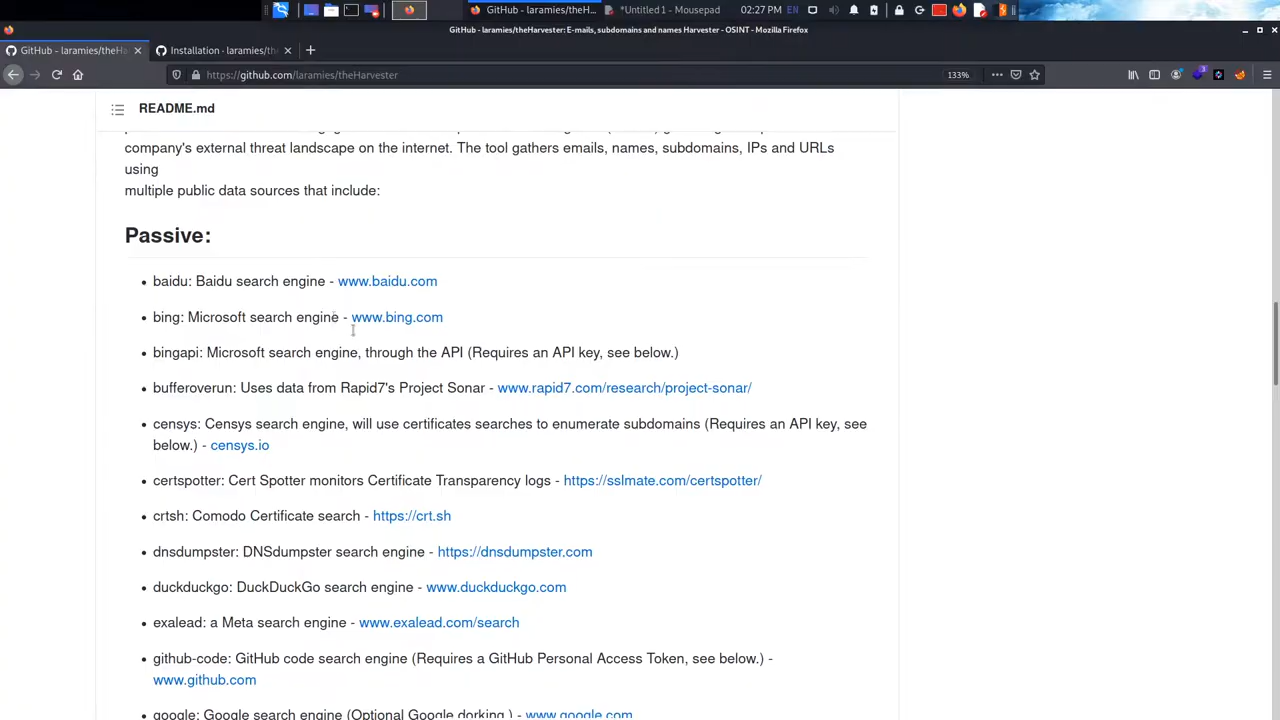 GitHub - laramies/theH...
*Untitled 1 - Mousepad
02:27 PM EN
GitHub - laramies/theHarvester: E-mails, subdomains and names Harvester - OSINT - Mozilla Firefox
GitHub - laramies/theHa
Installation · laramies/th
https://github.com/laramies/theHarvester
133%
README.md
company's external threat landscape on the internet. The tool gathers emails, names, subdomains, IPs and URLs
using
multiple public data sources that include:
Passive:
• baidu: Baidu search engine - www.baidu.com
• bing: Microsoft search engine - www.bing.com
• bingapi: Microsoft search engine, through the API (Requires an API key, see below.)
• bufferoverun: Uses data from Rapid7's Project Sonar - www.rapid7.com/research/project-sonar/
• censys: Censys search engine, will use certificates searches to enumerate subdomains (Requires an API key, see
below.) - censys.io
• certspotter: Cert Spotter monitors Certificate Transparency logs - https://sslmate.com/certspotter/
• crtsh: Comodo Certificate search - https://crt.sh
• dnsdumpster: DNSdumpster search engine - https://dnsdumpster.com
• duckduckgo: DuckDuckGo search engine - www.duckduckgo.com
• exalead: a Meta search engine - www.exalead.com/search
• github-code: GitHub code search engine (Requires a GitHub Personal Access Token, see below.) -
www.github.com
• google: Google search engine (Optional Google dorking.) - www.google.com